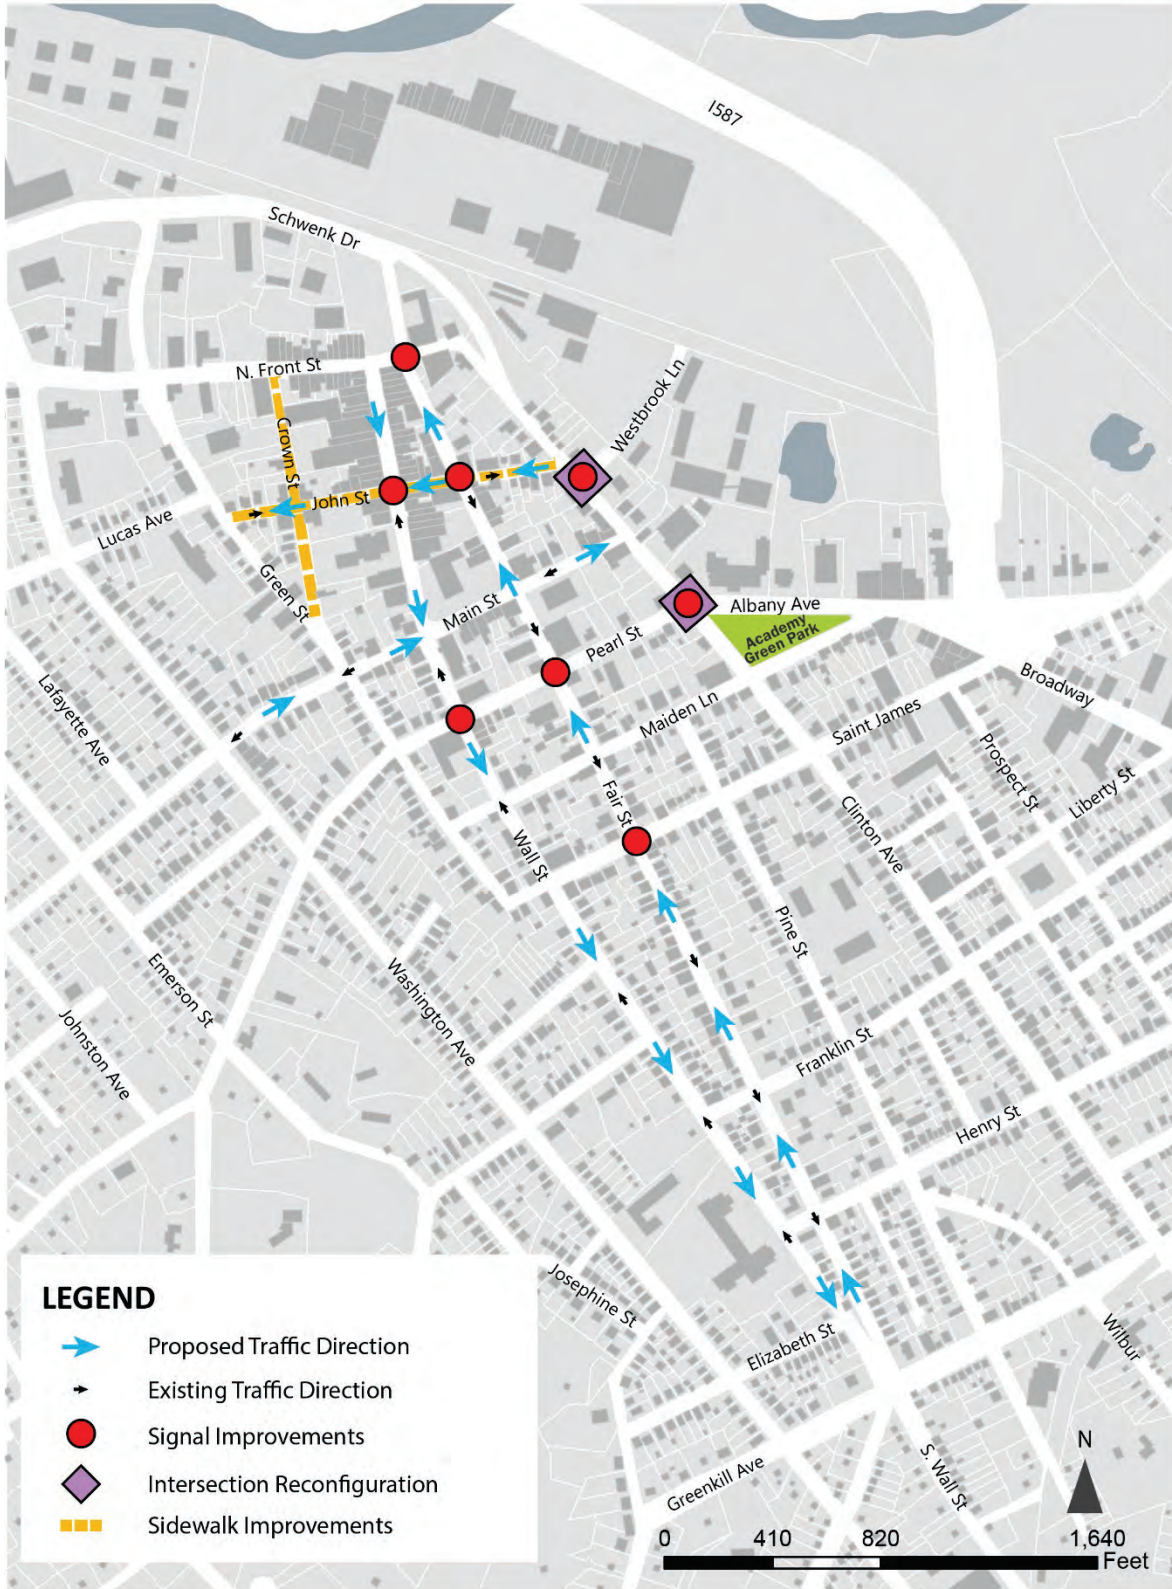 I587
Schwenk Dr
N. Front St
Westbrook Ln
Crown St
John St
Lucas Ave
Green St
Main St
Albany Ave
Academy
Green Park
Pearl St
Broadway
Lafayette Ave
Maiden Ln
Saint James
Prospect St
Liberty St
Fair St
Clinton Ave
Wall St
Pine St
Emerson St
Washington Ave
Johnston Ave
Franklin St
Henry St
Josephine St
Elizabeth St
Wilbur
Greenkill Ave
S. Wall St
LEGEND
Proposed Traffic Direction
Existing Traffic Direction
Signal Improvements
Intersection Reconfiguration
Sidewalk Improvements
N
0 410 820 1,640
Feet